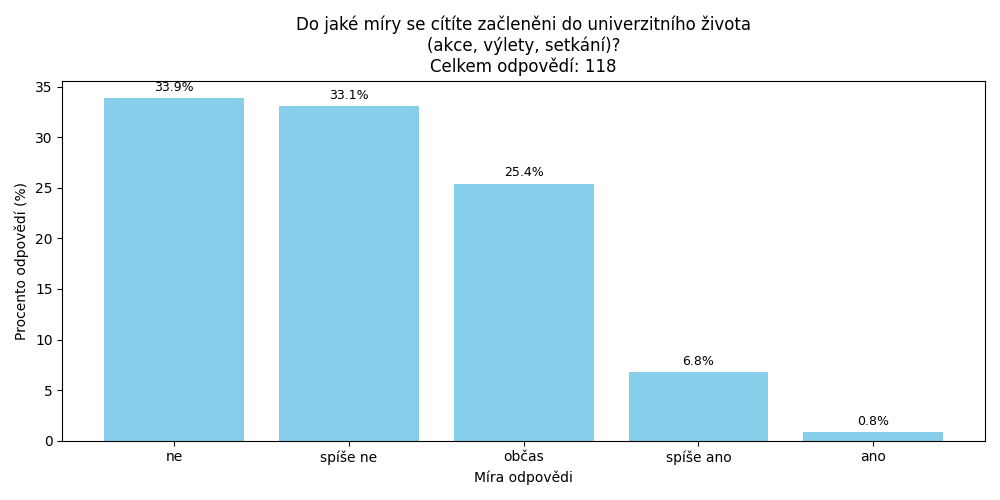 Do jaké míry se cítíte začleněni do univerzitního života
(akce, výlety, setkání)?
Celkem odpovědí: 118
Procento odpovědí (%)
35
30
25
20
15
10
5
0
33.9%
33.1%
25.4%
6.8%
0.8%
ne
spíše ne
občas
spíše ano
ano
Míra odpovědi